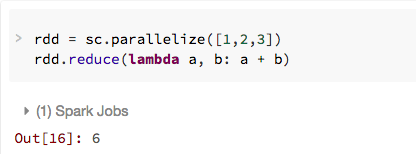 > rdd = sc.parallelize([1,2,3])
rdd.reduce(lambda a, b: a + b)
(1) Spark Jobs
Out[16]: 6